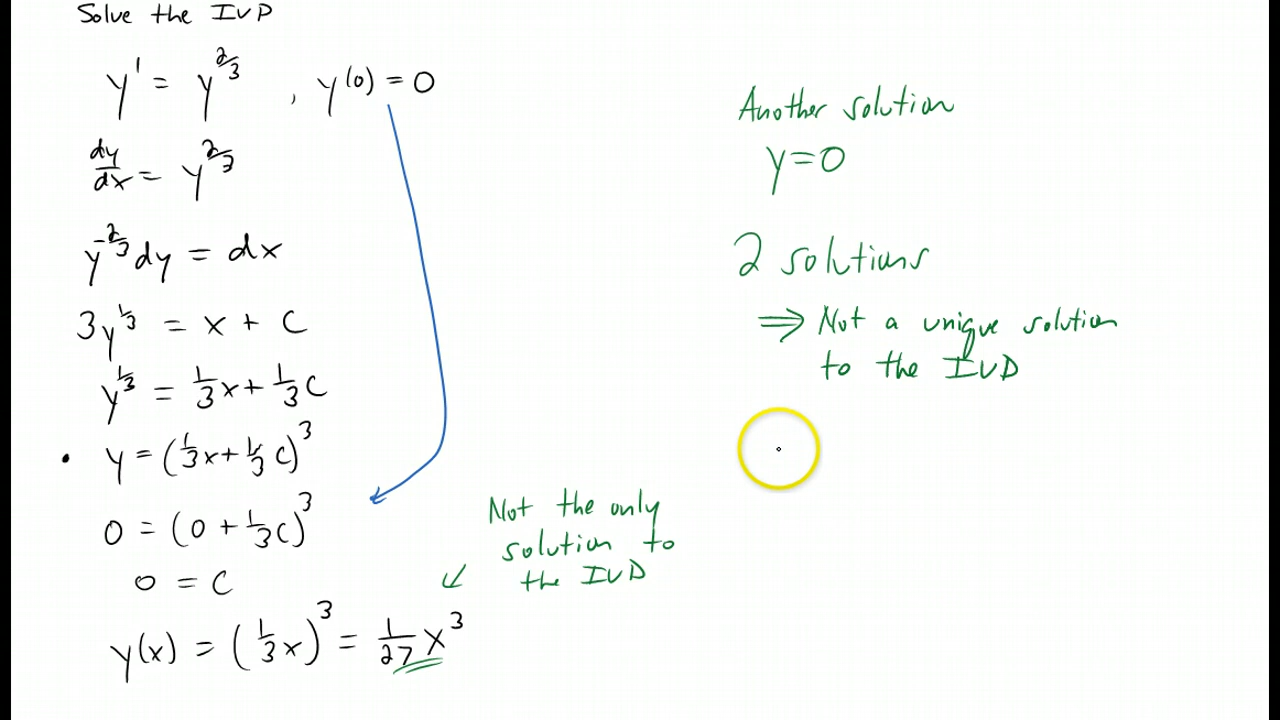 Solve the IVP
y' = y^{2/3} , y(0) = 0
dy/dx = y^{2/3}
y^{-2/3} dy = dx
3y^{1/3} = x + C
y^{1/3} = 1/3 x + 1/3 C
• y = (1/3 x + 1/3 C)^3
0 = (0 + 1/3 C)^3
0 = C
y(x) = (1/3 x)^3 = 1/27 x^3
Not the only
solution to
the IVP
Another solution
y = 0
2 solutions
⇒ Not a unique solution
to the IVP